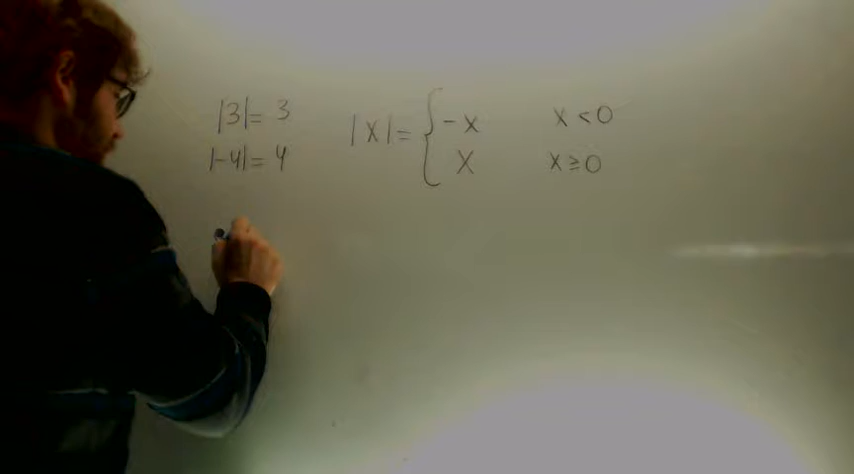 |3|= 3
|-4|= 4
|X|= { -x x < 0
X x ≥ 0